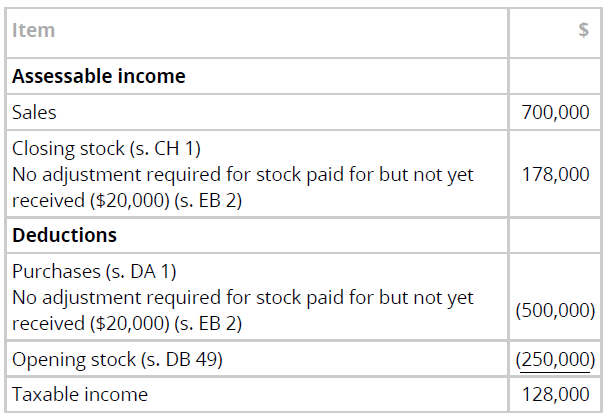 Item $
Assessable income
Sales 700,000
Closing stock (s. CH 1)
No adjustment required for stock paid for but not yet 178,000
received ($20,000) (s. EB 2)
Deductions
Purchases (s. DA 1)
No adjustment required for stock paid for but not yet
received ($20,000) (s. EB 2) (500,000)
Opening stock (s. DB 49) (250,000)
Taxable income 128,000